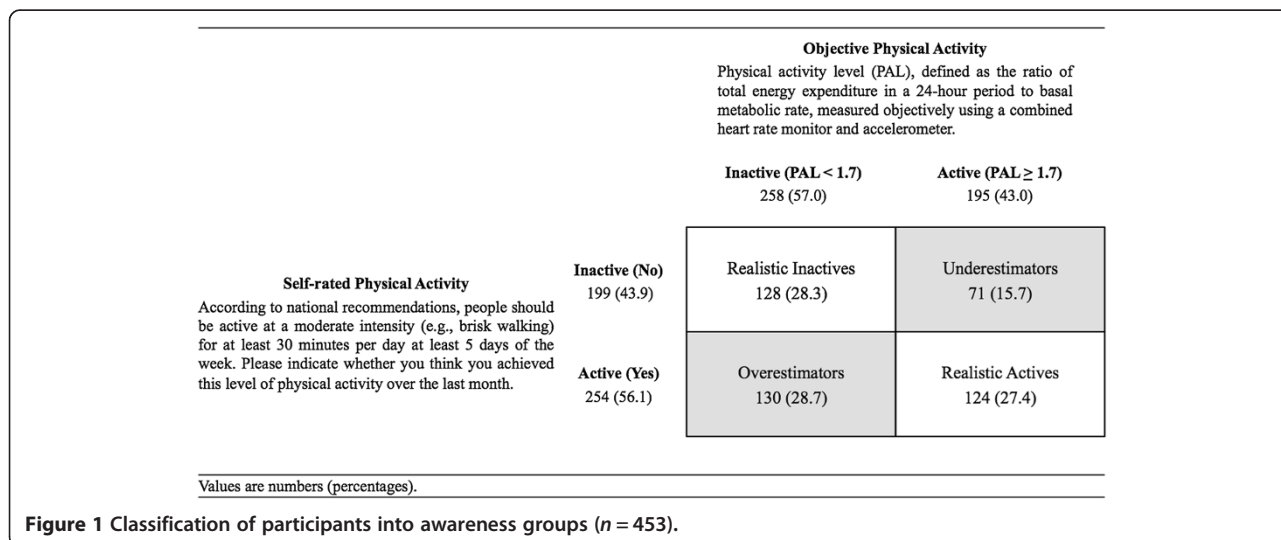 Objective Physical Activity
Physical activity level (PAL), defined as the ratio of
total energy expenditure in a 24-hour period to basal
metabolic rate, measured objectively using a combined
heart rate monitor and accelerometer.
Inactive (PAL < 1.7)
258 (57.0)
Active (PAL ≥ 1.7)
195 (43.0)
Self-rated Physical Activity
According to national recommendations, people should
be active at a moderate intensity (e.g., brisk walking)
for at least 30 minutes per day at least 5 days of the
week. Please indicate whether you think you achieved
this level of physical activity over the last month.
Inactive (No)
199 (43.9)
Realistic Inactives
128 (28.3)
Underestimators
71 (15.7)
Active (Yes)
254 (56.1)
Overestimators
130 (28.7)
Realistic Actives
124 (27.4)
Values are numbers (percentages).
Figure 1 Classification of participants into awareness groups (n = 453).